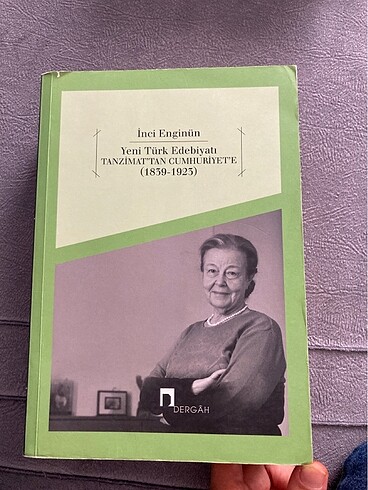 İnci Enginün
Yeni Türk Edebiyatı
TANZİMAT'TAN CUMHURİYET'E
(1839-1923)
DERGÂH